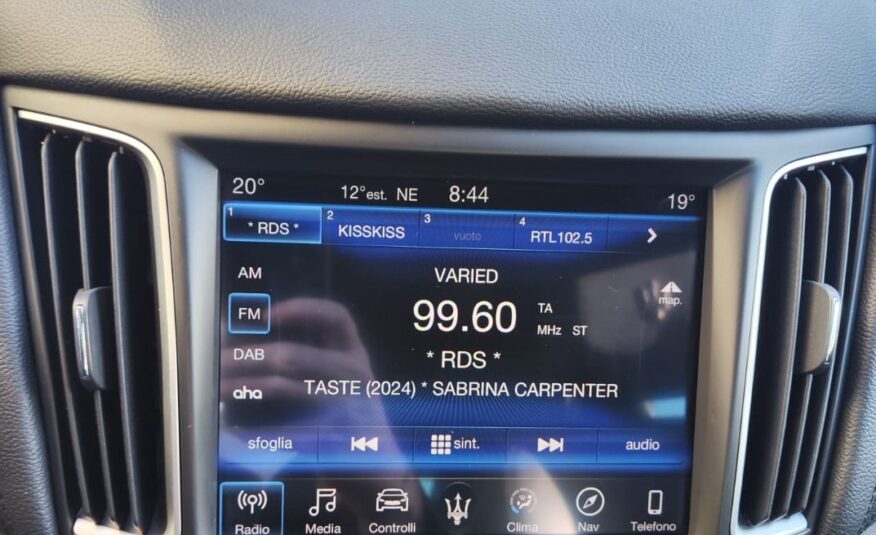 20° 12°est. NE 8:44 19°
1 * RDS * 2 KISSKISS 3 vuoto 4 RTL102.5
AM
VARIED
FM
99.60 TA
MHz ST
map.
DAB
* RDS *
aha
TASTE (2024) * SABRINA CARPENTER
sfoglia sint. audio
Radio Media Controlli Clima Nav Telefono